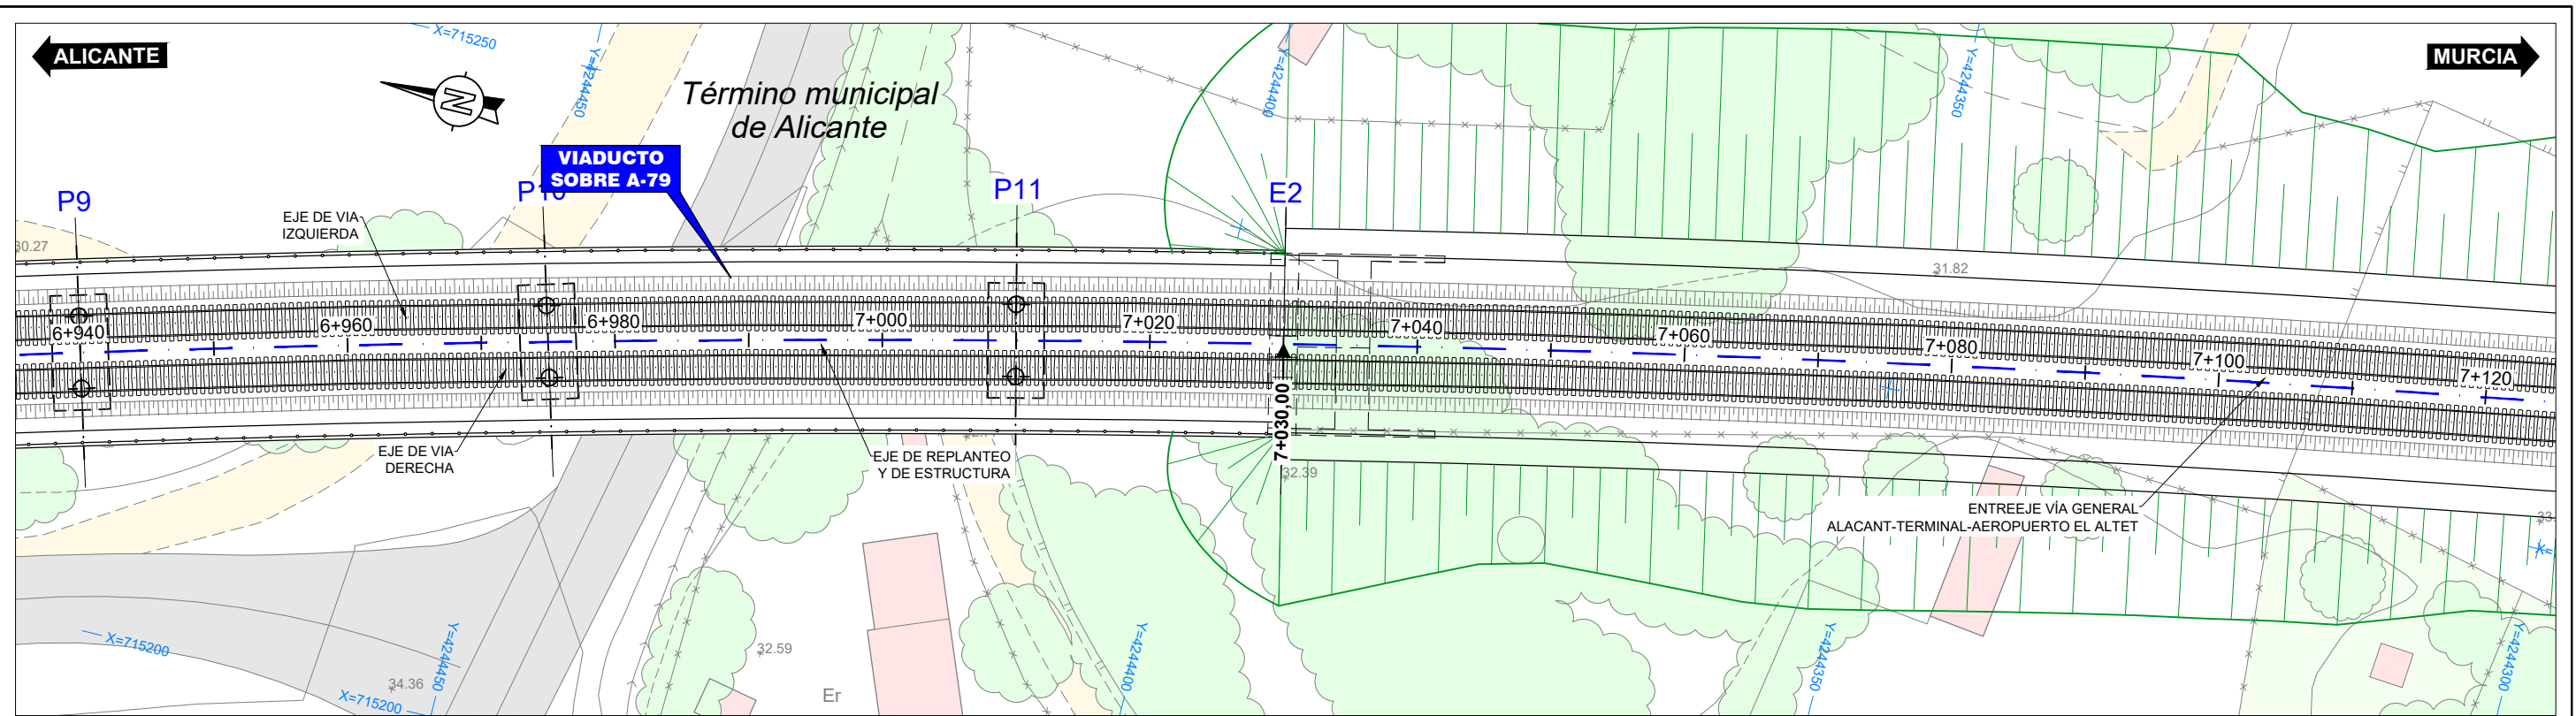 ALICANTE
MURCIA
X=715250
Y=4244450
Y=4244400
Y=4244350
N
Término municipal
de Alicante
VIADUCTO
SOBRE A-79
P9
P10
P11
E2
EJE DE VIA
IZQUIERDA
30.27
31.82
6+940
6+960
6+980
7+000
7+020
7+040
7+060
7+080
7+100
7+120
7+030,00
EJE DE VIA
DERECHA
EJE DE REPLANTEO
Y DE ESTRUCTURA
32.39
ENTREEJE VÍA GENERAL
ALACANT-TERMINAL-AEROPUERTO EL ALTET
X=715200
Y=4244450
34.36
X=715200
32.59
Er
Y=4244400
Y=4244350
Y=4244300
X=